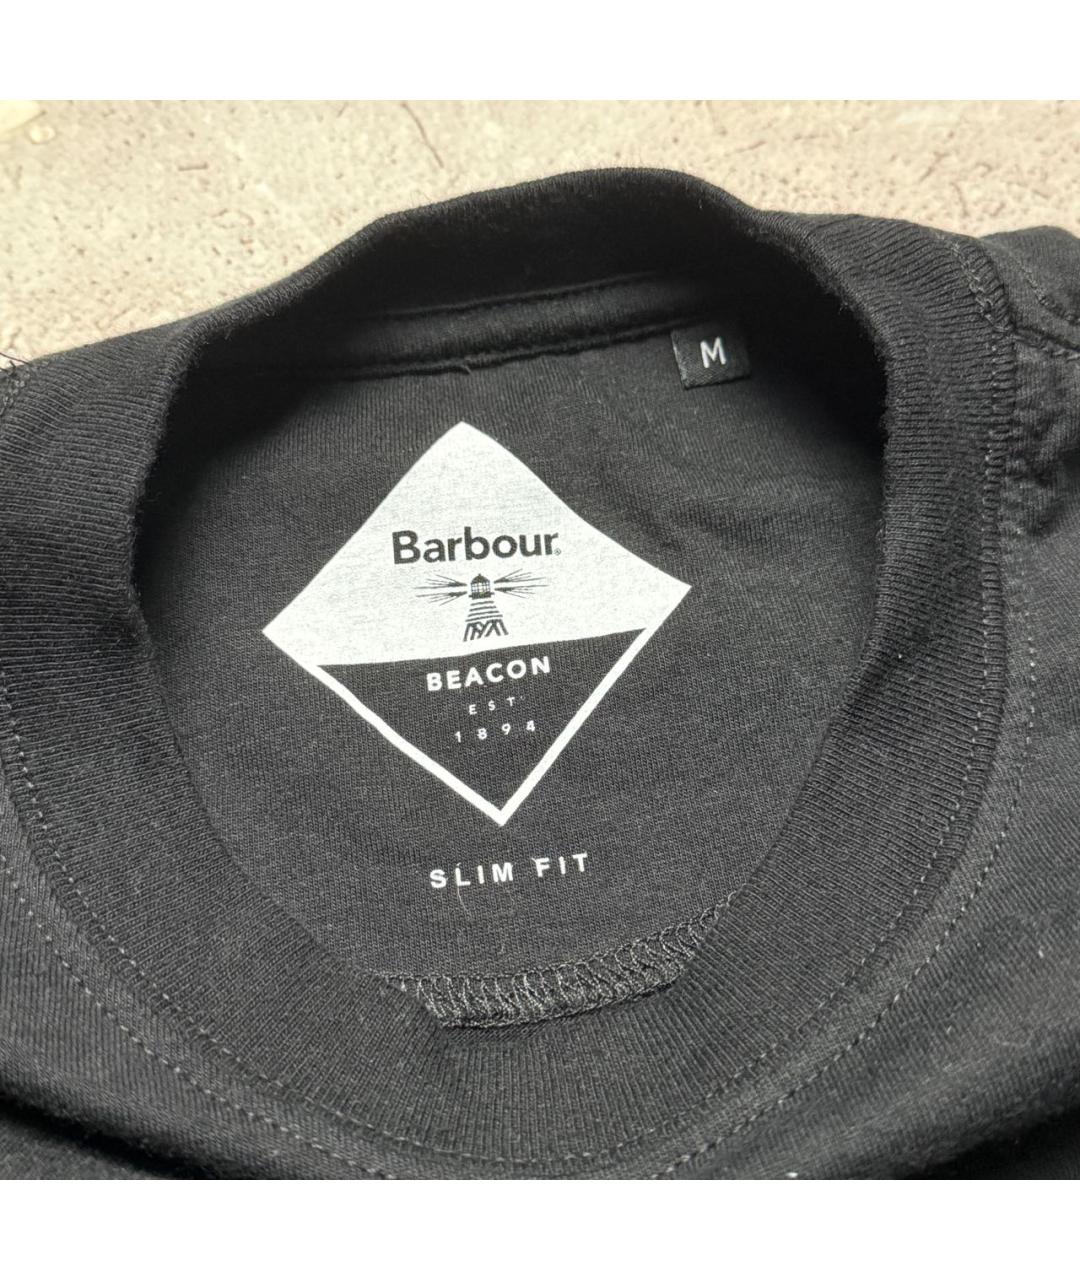 M
Barbour®
BEACON
EST
1894
SLIM FIT